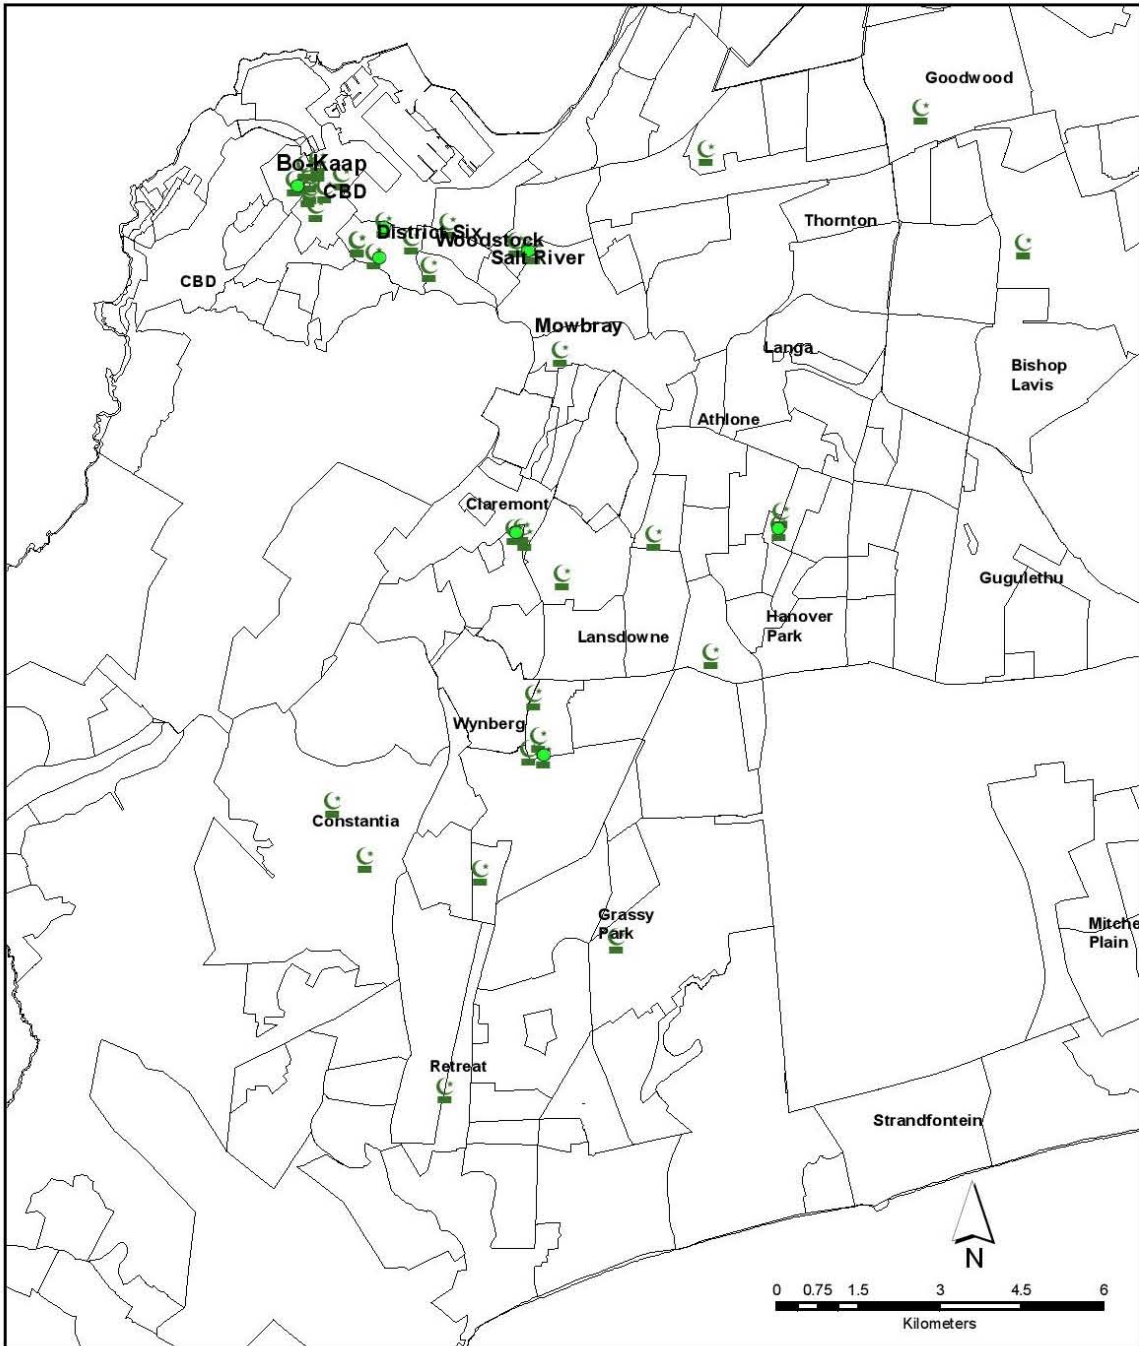 Goodwood
Bo-Kaap
CBD
Thornton
District Six
Woodstock
Salt River
CBD
Mowbray
Langa
Bishop
Lavis
Athlone
Claremont
Gugulethu
Hanover
Park
Lansdowne
Wynberg
Constantia
Grassy
Park
Mitche
Plain
Retreat
Strandfontein
N
0 0.75 1.5 3 4.5 6
Kilometers